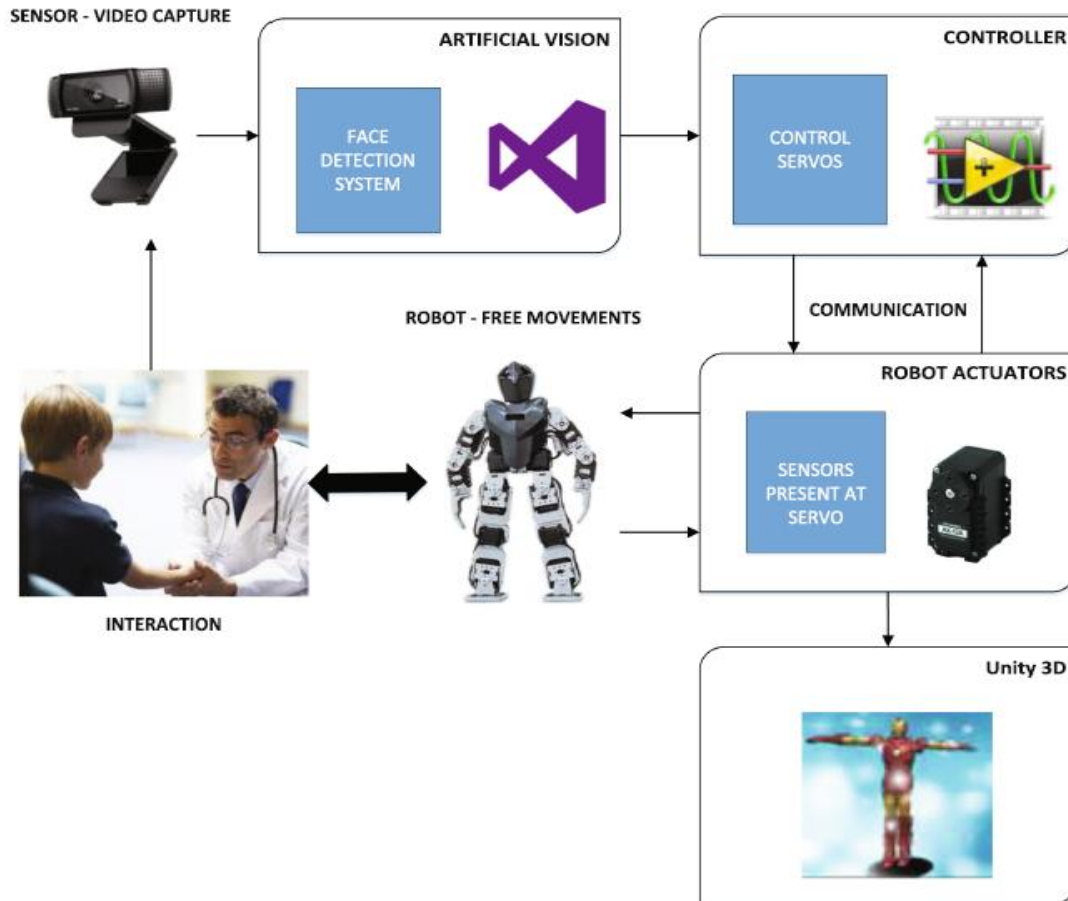 SENSOR - VIDEO CAPTURE
ARTIFICIAL VISION
FACE
DETECTION
SYSTEM
CONTROLLER
CONTROL
SERVOS
COMMUNICATION
ROBOT - FREE MOVEMENTS
ROBOT ACTUATORS
SENSORS
PRESENT AT
SERVO
INTERACTION
Unity 3D